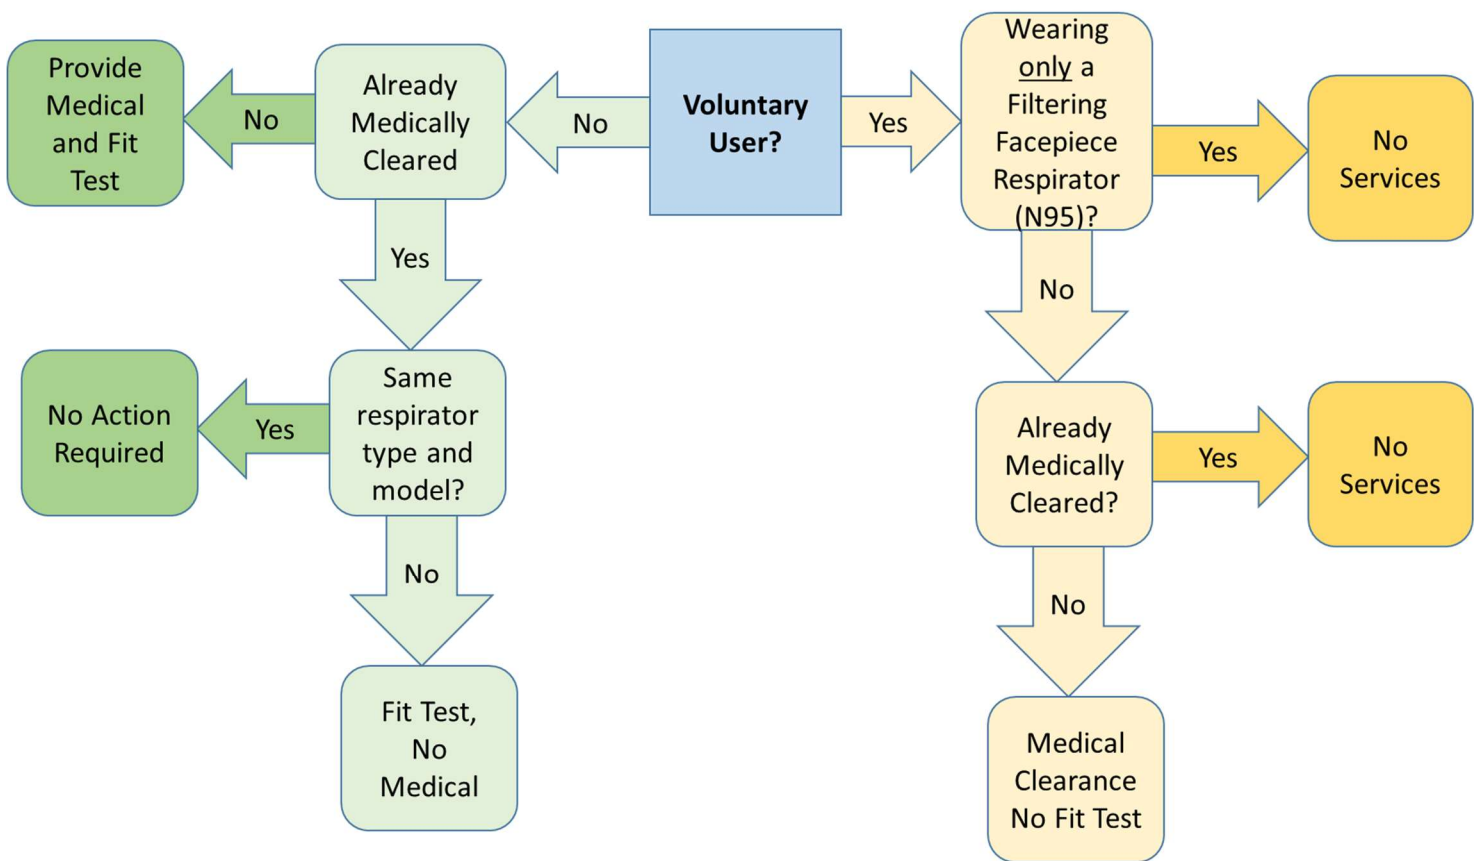 Provide
Medical
and Fit
Test
No
Already
Medically
Cleared
No
Voluntary
User?
Yes
Wearing
only a
Filtering
Facepiece
Respirator
(N95)?
Yes
No
Services
Yes
No
No Action
Required
Yes
Same
respirator
type and
model?
Already
Medically
Cleared?
Yes
No
Services
No
No
Fit Test,
No
Medical
Medical
Clearance
No Fit Test